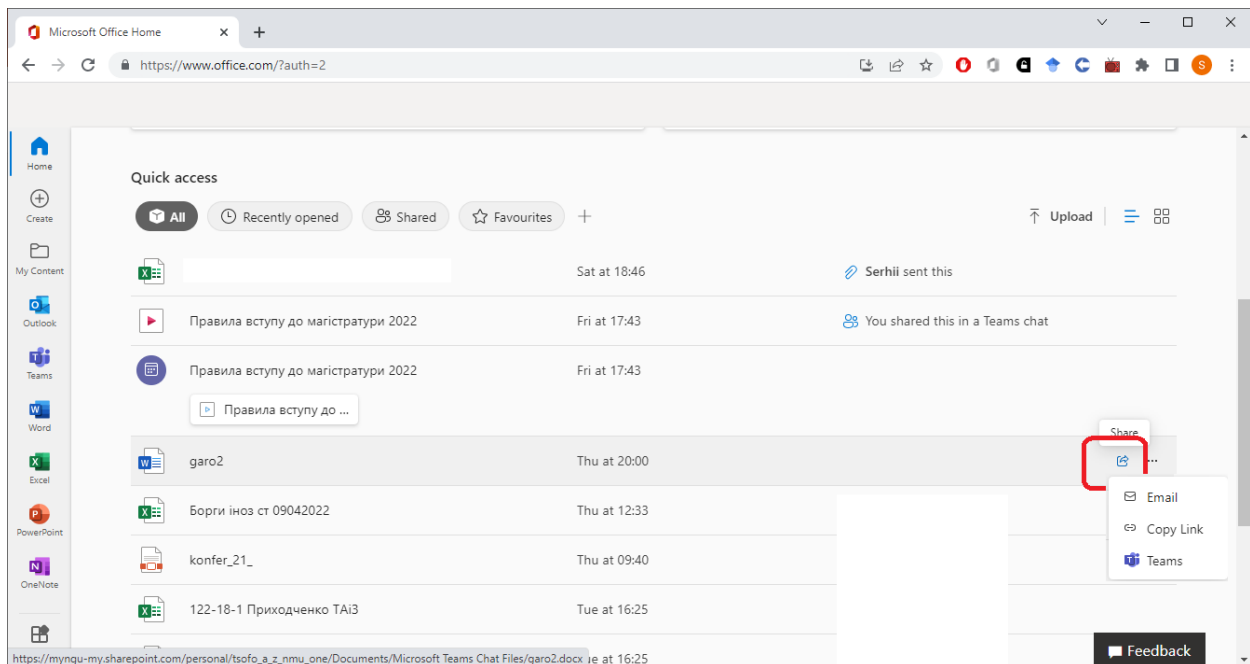 Microsoft Office Home
https://www.office.com/?auth=2
S
Home
Create
My Content
Outlook
Teams
Word
Excel
PowerPoint
OneNote
Quick access
All
Recently opened
Shared
Favourites
Upload
Sat at 18:46
Serhii sent this
Правила вступу до магістратури 2022
Fri at 17:43
You shared this in a Teams chat
Правила вступу до магістратури 2022
Fri at 17:43
Правила вступу до ...
Share
garo2
Thu at 20:00
Email
Copy Link
Teams
Борги іноз ст 09042022
Thu at 12:33
konfer_21_
Thu at 09:40
122-18-1 Приходченко ТАіЗ
Tue at 16:25
https://myngu-my.sharepoint.com/personal/tsofo_a_z_nmu_one/Documents/Microsoft Teams Chat Files/garo2.docx
at 16:25
Feedback